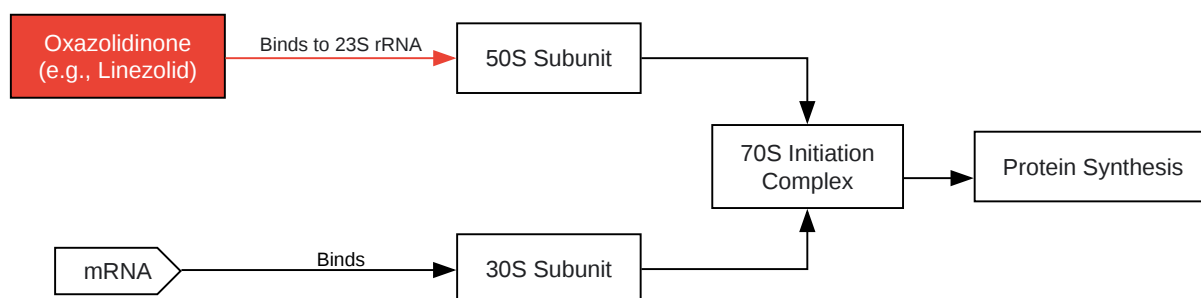 Oxazolidinone
(e.g., Linezolid)
Binds to 23S rRNA
50S Subunit
70S Initiation
Complex
Protein Synthesis
mRNA
Binds
30S Subunit